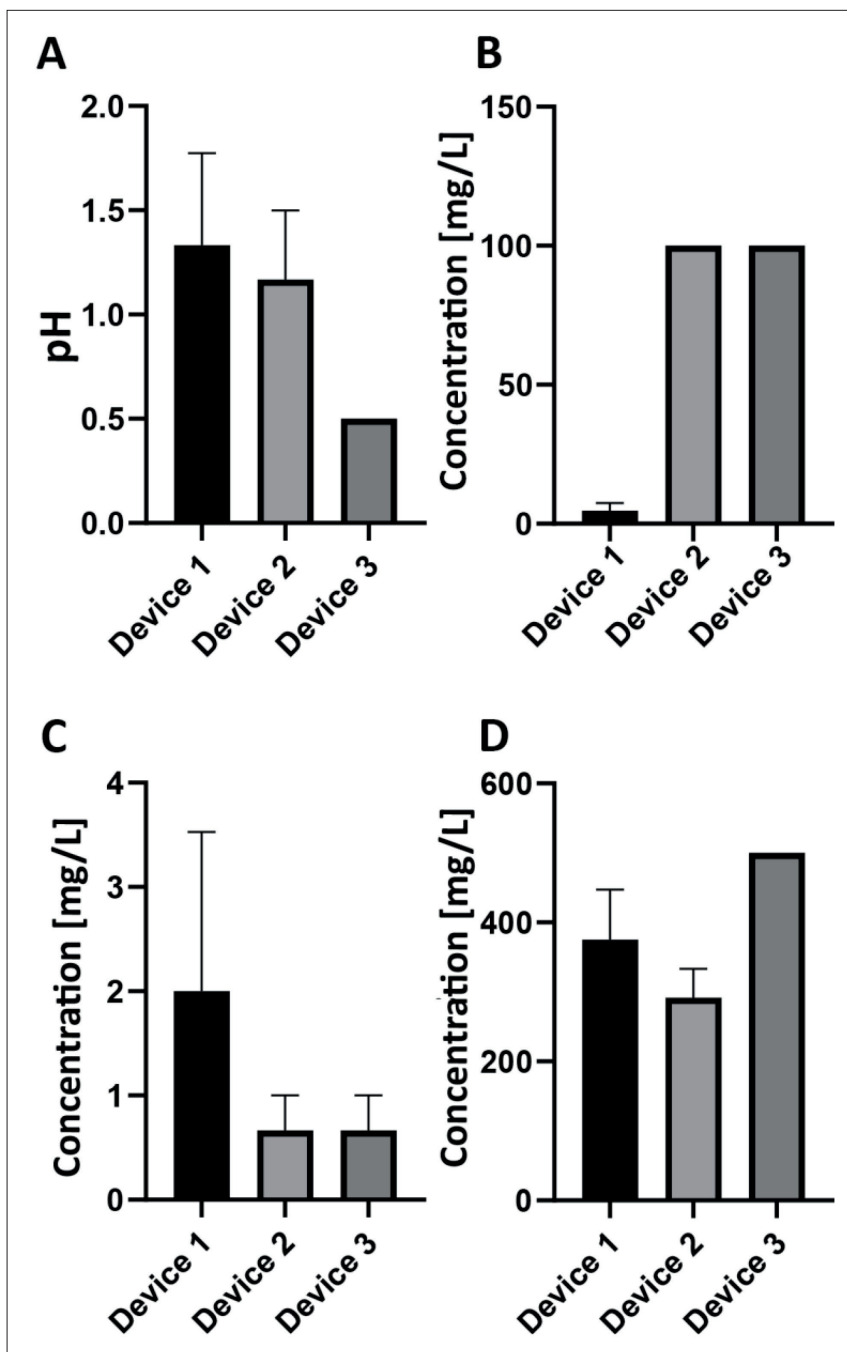 A
pH
2.0
1.5
1.0
0.5
0.0
Device 1
Device 2
Device 3
B
Concentration [mg/L]
150
100
50
0
Device 1
Device 2
Device 3
C
Concentration [mg/L]
4
3
2
1
0
Device 1
Device 2
Device 3
D
Concentration [mg/L]
600
400
200
0
Device 1
Device 2
Device 3